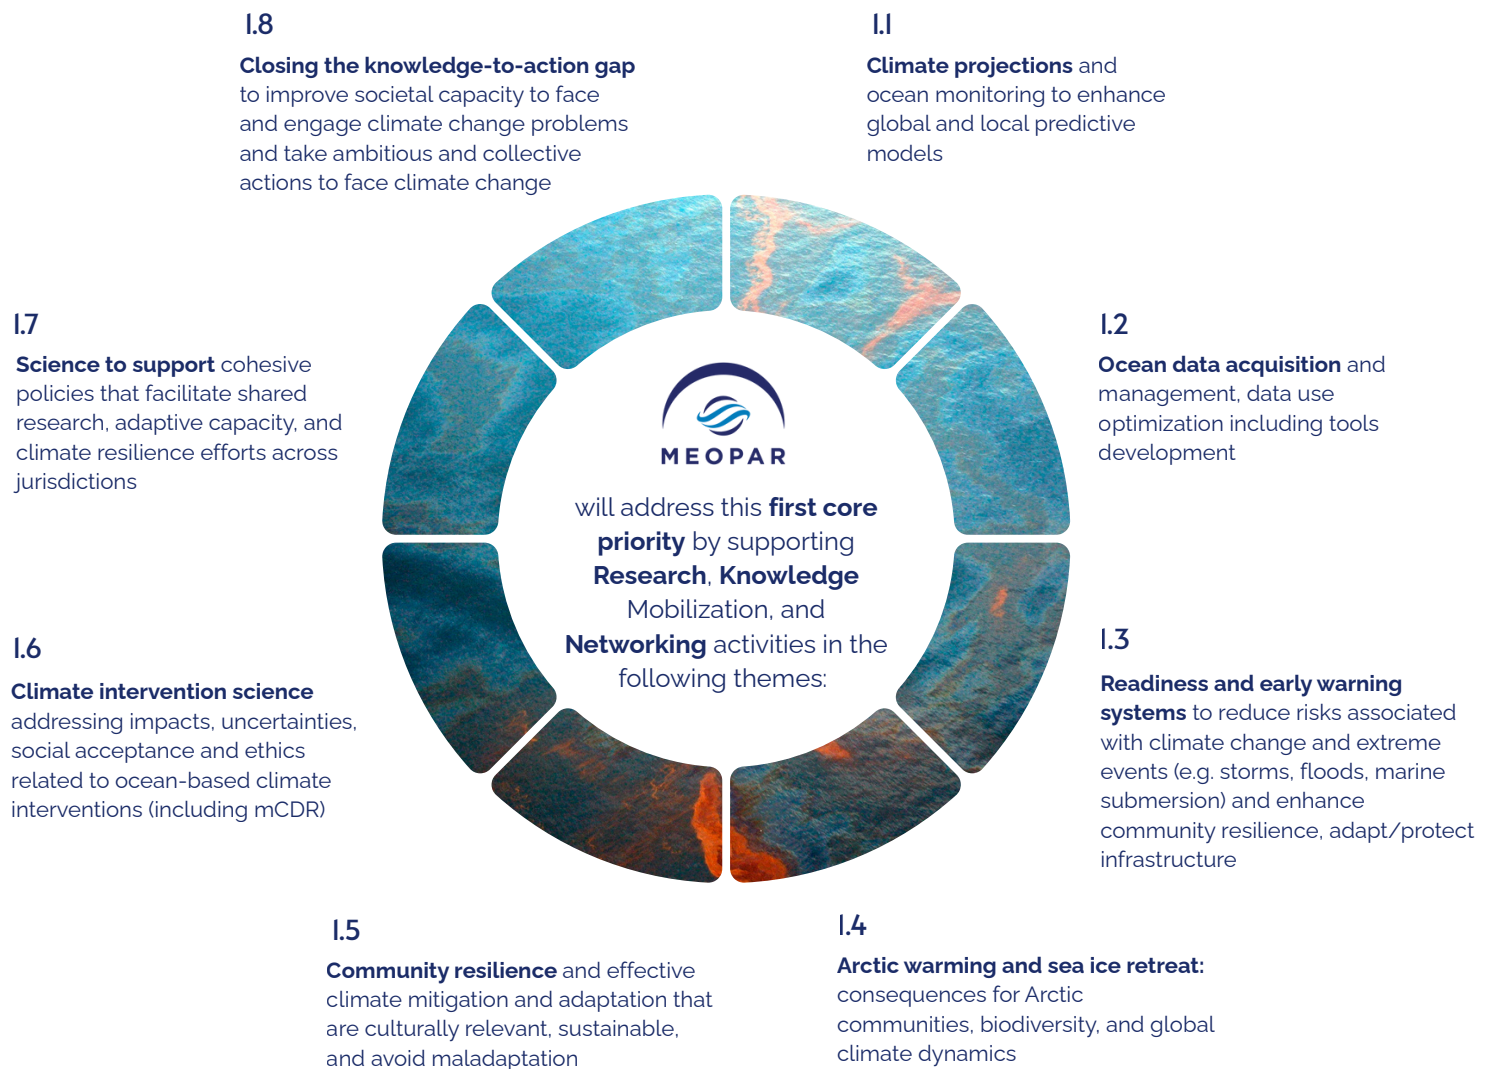 1.8
Closing the knowledge-to-action gap
to improve societal capacity to face
and engage climate change problems
and take ambitious and collective
actions to face climate change
1.1
Climate projections and
ocean monitoring to enhance
global and local predictive
models
1.7
Science to support cohesive
policies that facilitate shared
research, adaptive capacity, and
climate resilience efforts across
jurisdictions
1.2
Ocean data acquisition and
management, data use
optimization including tools
development
MEOPAR
will address this first core
priority by supporting
Research, Knowledge
Mobilization, and
Networking activities in the
following themes:
1.6
Climate intervention science
addressing impacts, uncertainties,
social acceptance and ethics
related to ocean-based climate
interventions (including mCDR)
1.3
Readiness and early warning
systems to reduce risks associated
with climate change and extreme
events (e.g. storms, floods, marine
submersion) and enhance
community resilience, adapt/protect
infrastructure
1.5
Community resilience and effective
climate mitigation and adaptation that
are culturally relevant, sustainable,
and avoid maladaptation
1.4
Arctic warming and sea ice retreat:
consequences for Arctic
communities, biodiversity, and global
climate dynamics